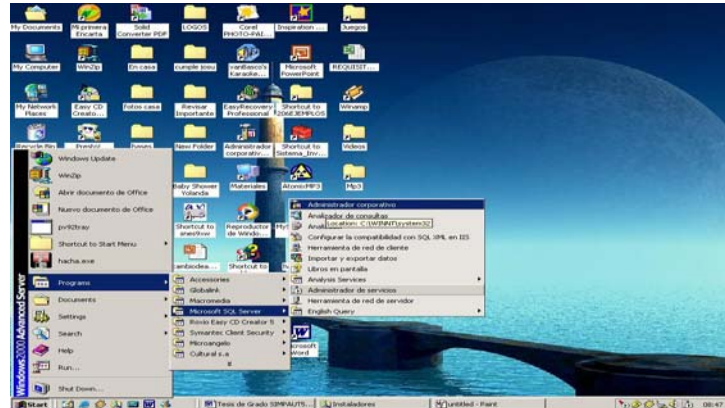 My Documents
Mi primera Encarta
Solid Converter PDF
LOGOS
Corel PHOTO-PAI...
Inspiration ...
Juegos
My Computer
WinZip
En casa
cumple josu
vanBasco's Karaoke...
Microsoft PowerPoint
REQUISIT...
My Network Places
Easy CD Creato...
Fotos casa
Revisar Importante
EasyRecovery Professional
Shortcut to 206EJEMPLOS
Winamp
Recycle Bin
Presto!
New Folder
Administrador corporativ...
Shortcut to Sistema_Inv...
Videos
Baby Shower Yolanda
Materiales
AtomixMP3
Mp3
Shortcut to
Reproductor de Windo...
Shortcut to
Microsoft Word
Windows 2000 Advanced Server
Windows Update
WinZip
Abrir documento de Office
Nuevo documento de Office
pv92tray
Shortcut to Start Menu
hacha.exe
Programs
Documents
Settings
Search
Help
Run...
Shut Down...
Accessories
Globalink
Macromedia
Microsoft SQL Server
Roxio Easy CD Creator 5
Symantec Client Security
Microangelo
Cultural s.a
Administrador corporativo
Analizador de consultas
Location: C:\WINNT\system32
Configurar la compatibilidad con SQL XML en IIS
Herramienta de red de cliente
Importar y exportar datos
Libros en pantalla
Analysis Services
Administrador de servicios
Herramienta de red de servidor
English Query
Start
Tesis de Grado SIMPAUTS...
Instaladores
untitled - Paint
08:47